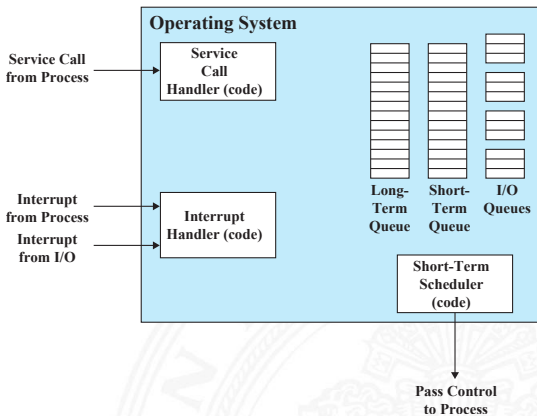 Operating System
Service Call
from Process
Service
Call
Handler (code)
Interrupt
from Process
Interrupt
from I/O
Interrupt
Handler (code)
Long-
Term
Queue
Short-
Term
Queue
I/O
Queues
Short-Term
Scheduler
(code)
Pass Control
to Process